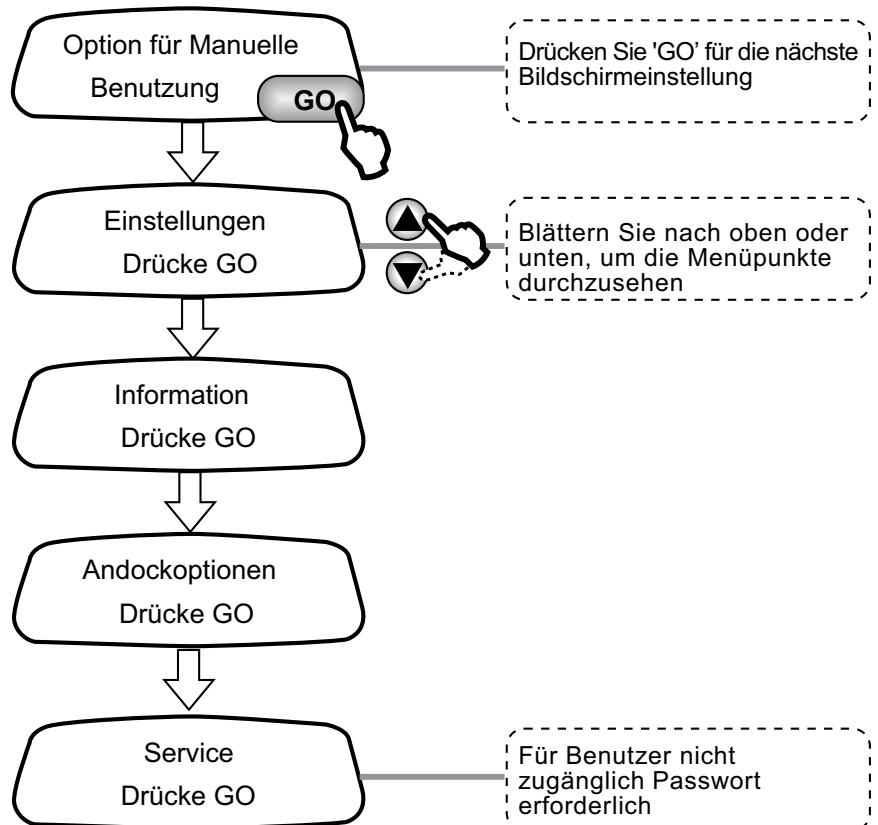 Option für Manuelle
Benutzung
GO
Drücken Sie 'GO’ für die nächste
Bildschirmeinstellung
Einstellungen
Drücke GO
Blättern Sie nach oben oder
unten, um die Menüpunkte
durchzusehen
Information
Drücke GO
Andockoptionen
Drücke GO
Service
Drücke GO
Für Benutzer nicht
zugänglich Passwort
erforderlich